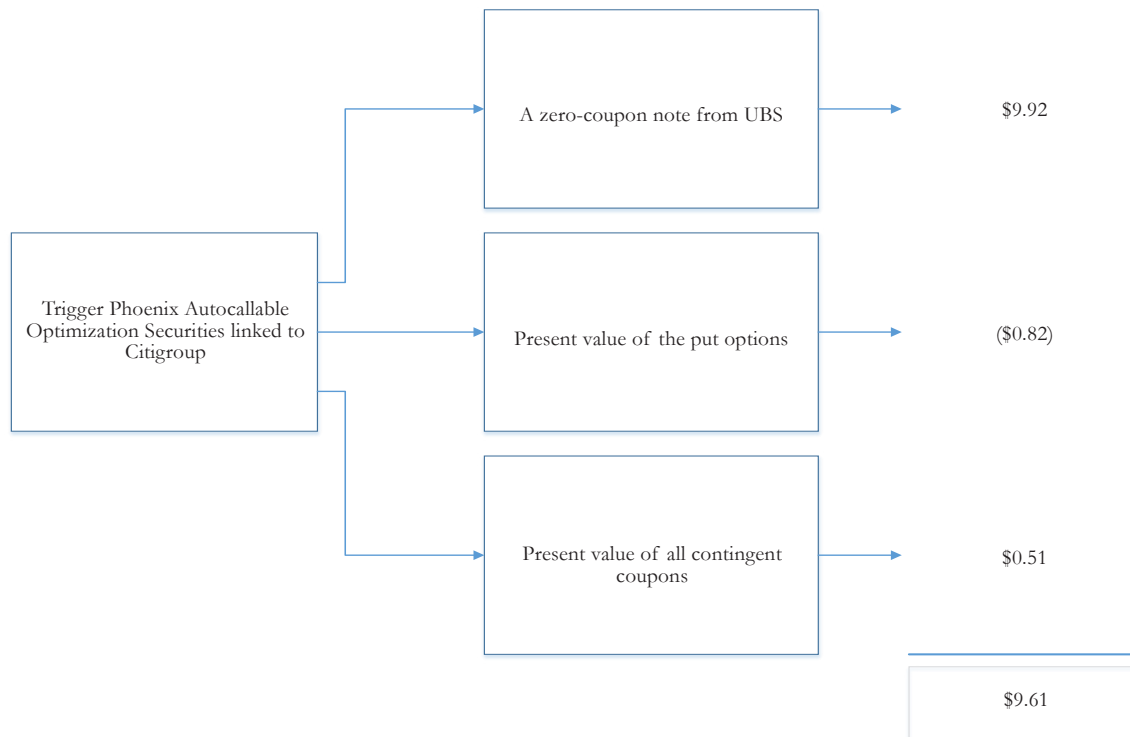 A zero-coupon note from UBS
$9.92
Trigger Phoenix Autocallable
Optimization Securities linked to
Citigroup
Present value of the put options
($0.82)
Present value of all contingent
coupons
$0.51
$9.61